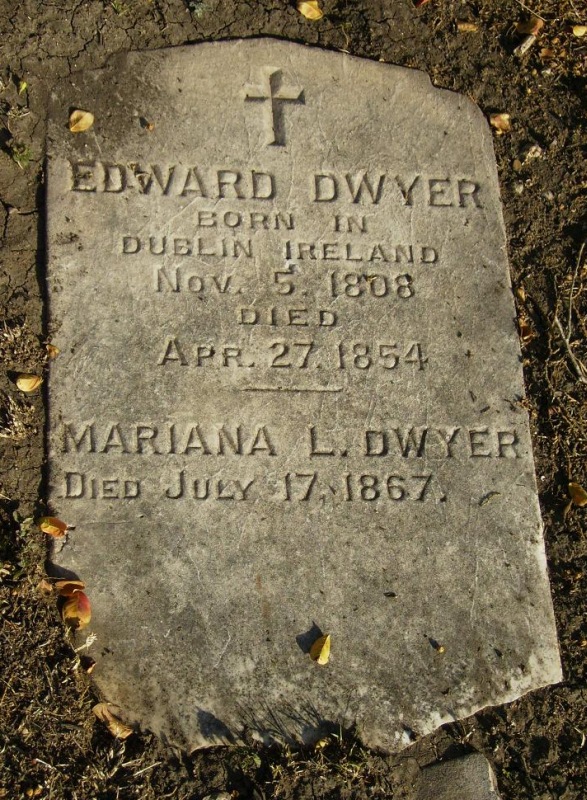 EDWARD DWYER
BORN IN
DUBLIN IRELAND
NOV. 5. 1808
DIED
APR. 27. 1854
MARIANA L. DWYER
DIED JULY 17, 1867.